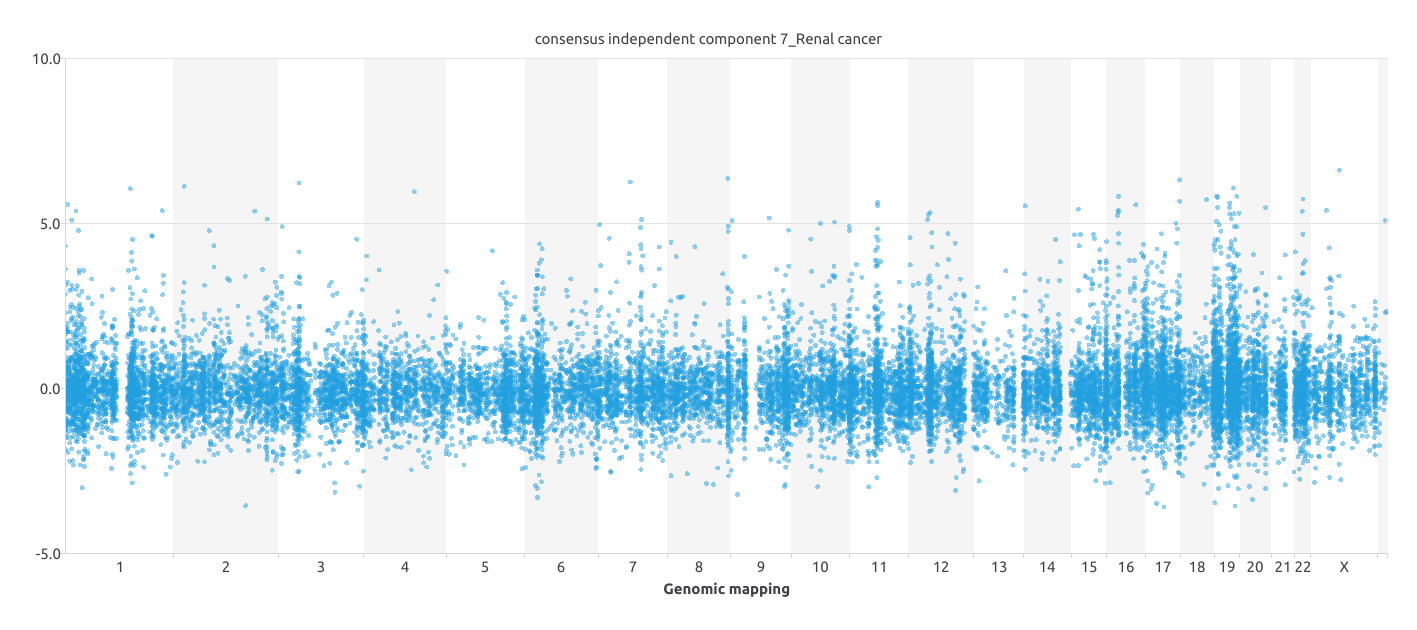 consensus independent component 7_Renal cancer
10.0
5.0
0.0
-5.0
1 2 3 4 5 6 7 8 9 10 11 12 13 14 15 16 17 18 19 20 21 22 X
Genomic mapping